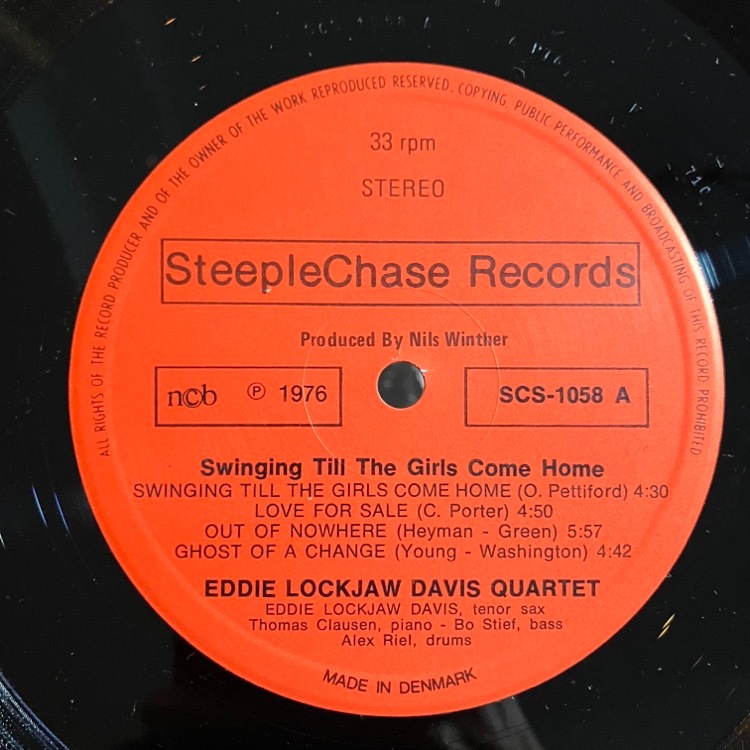 ALL RIGHTS OF THE RECORD PRODUCER AND OF THE OWNER OF THE WORK REPRODUCED RESERVED. COPYING, PUBLIC PERFORMANCE AND BROADCASTING OF THIS RECORD PROHIBITED
33 rpm
STEREO
SteepleChase Records
Produced By Nils Winther
n©b ℗ 1976
SCS-1058 A
Swinging Till The Girls Come Home
SWINGING TILL THE GIRLS COME HOME (O. Pettiford) 4:30
LOVE FOR SALE (C. Porter) 4:50
OUT OF NOWHERE (Heyman - Green) 5:57
GHOST OF A CHANGE (Young - Washington) 4:42
EDDIE LOCKJAW DAVIS QUARTET
EDDIE LOCKJAW DAVIS, tenor sax
Thomas Clausen, piano - Bo Stief, bass
Alex Riel, drums
MADE IN DENMARK